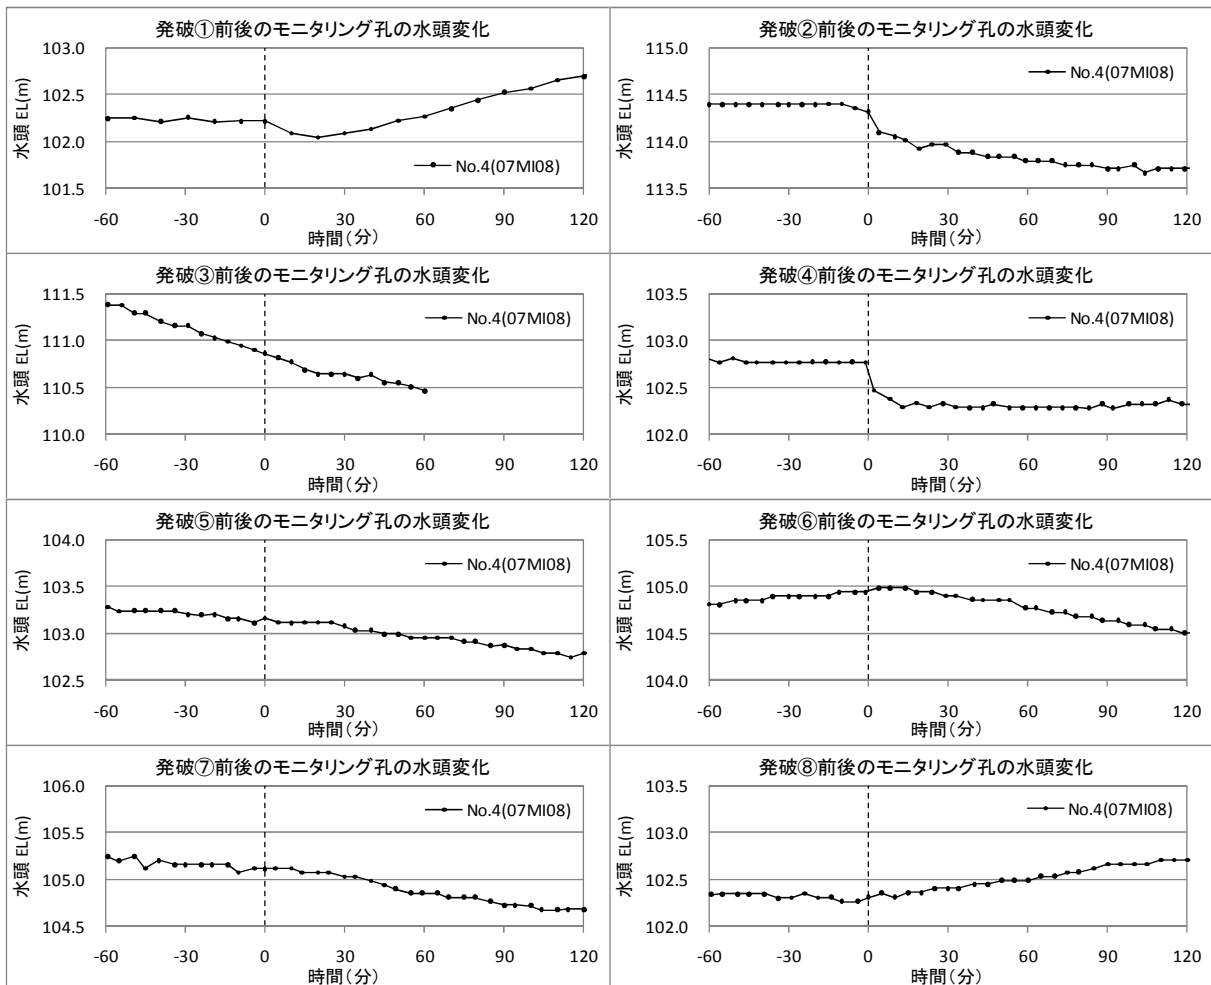 発破①前後のモニタリング孔の水頭変化
103.0
102.5
102.0
101.5
水頭 EL(m)
No.4(07MI08)
-60 -30 0 30 60 90 120
時間(分)
発破②前後のモニタリング孔の水頭変化
115.0
114.5
114.0
113.5
水頭 EL(m)
No.4(07MI08)
-60 -30 0 30 60 90 120
時間(分)
発破③前後のモニタリング孔の水頭変化
111.5
111.0
110.5
110.0
水頭 EL(m)
No.4(07MI08)
-60 -30 0 30 60 90 120
時間(分)
発破④前後のモニタリング孔の水頭変化
103.5
103.0
102.5
102.0
水頭 EL(m)
No.4(07MI08)
-60 -30 0 30 60 90 120
時間(分)
発破⑤前後のモニタリング孔の水頭変化
104.0
103.5
103.0
102.5
水頭 EL(m)
No.4(07MI08)
-60 -30 0 30 60 90 120
時間(分)
発破⑥前後のモニタリング孔の水頭変化
105.5
105.0
104.5
104.0
水頭 EL(m)
No.4(07MI08)
-60 -30 0 30 60 90 120
時間(分)
発破⑦前後のモニタリング孔の水頭変化
106.0
105.5
105.0
104.5
水頭 EL(m)
No.4(07MI08)
-60 -30 0 30 60 90 120
時間(分)
発破⑧前後のモニタリング孔の水頭変化
103.5
103.0
102.5
102.0
水頭 EL(m)
No.4(07MI08)
-60 -30 0 30 60 90 120
時間(分)